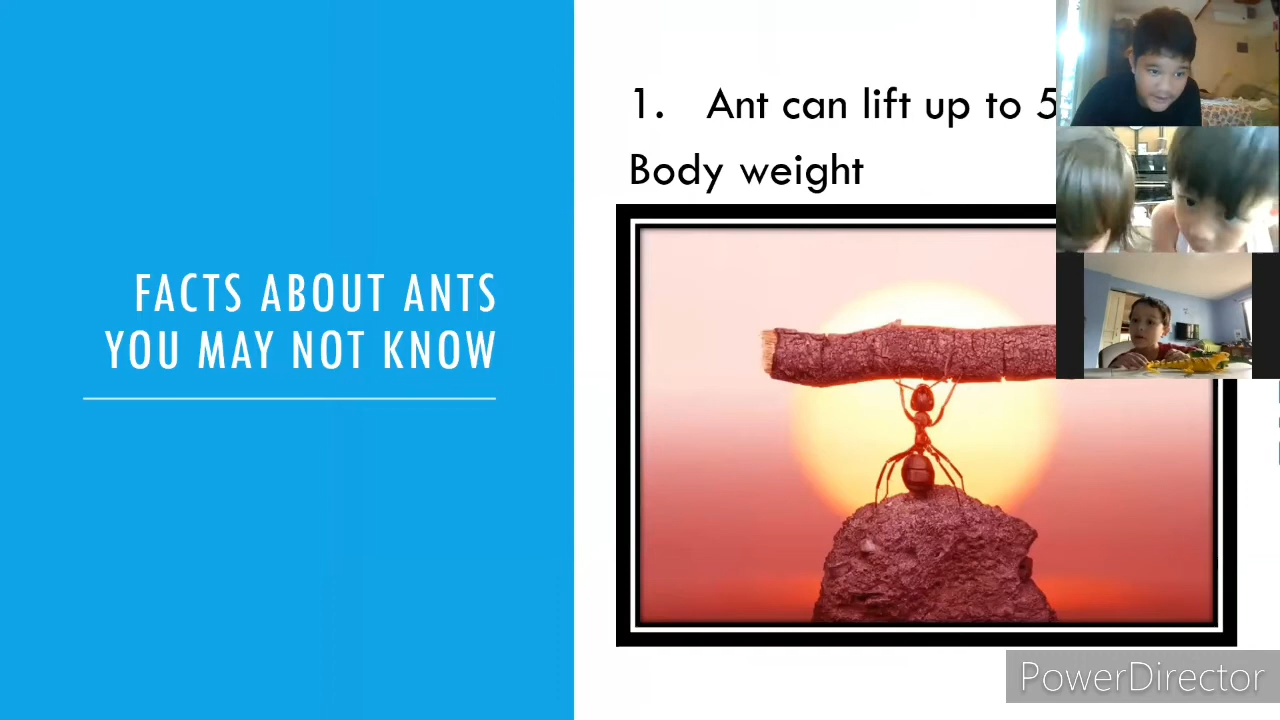 FACTS ABOUT ANTS
YOU MAY NOT KNOW
1. Ant can lift up to 5
Body weight
PowerDirector